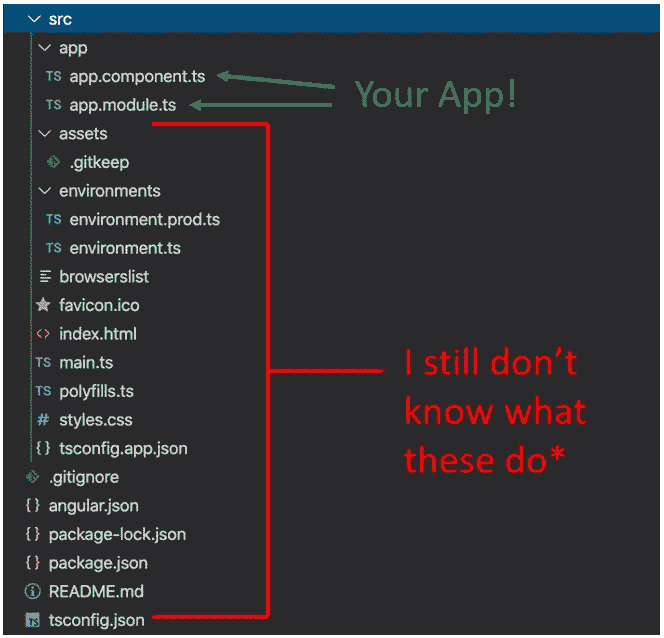 src
app
TS app.component.ts
TS app.module.ts
Your App!
assets
.gitkeep
environments
TS environment.prod.ts
TS environment.ts
browserslist
favicon.ico
<> index.html
TS main.ts
TS polyfills.ts
# styles.css
{} tsconfig.app.json
I still don't
know what
these do*
.gitignore
{} angular.json
{} package-lock.json
{} package.json
README.md
TS tsconfig.json